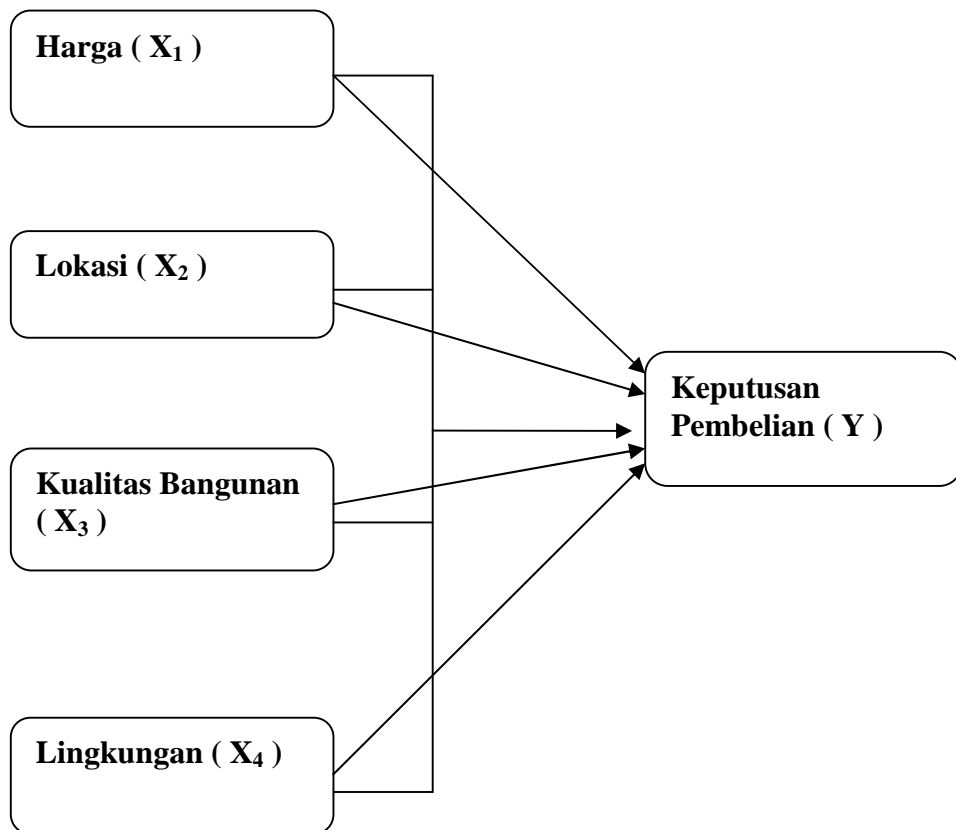 Harga ( X₁ )
Lokasi ( X₂ )
Kualitas Bangunan
( X₃ )
Lingkungan ( X₄ )
Keputusan
Pembelian ( Y )